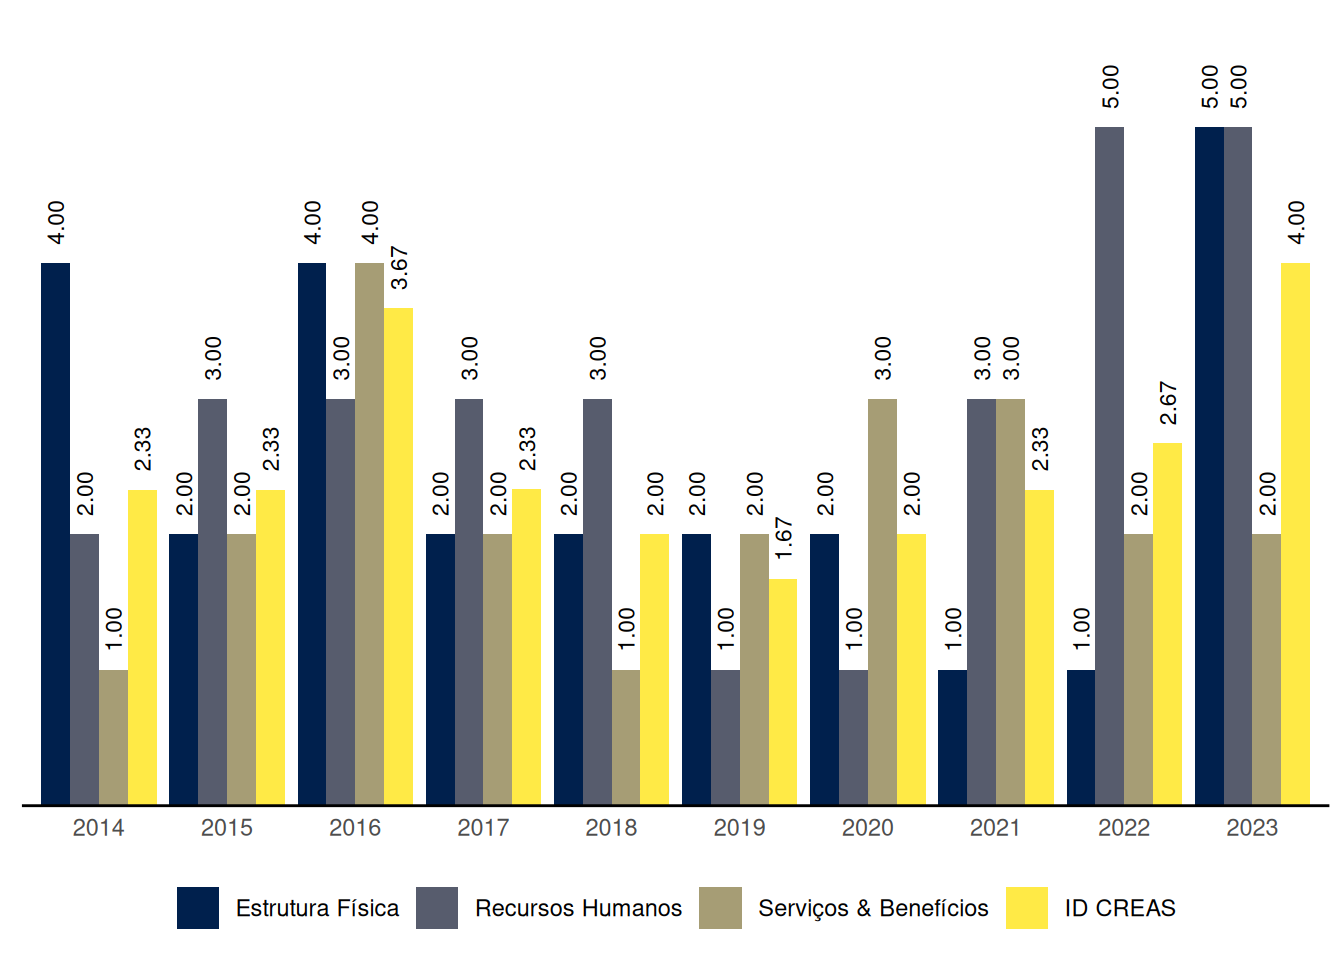 4.00 2.00 1.00 2.33
2.00 3.00 2.00 2.33
4.00 3.00 4.00 3.67
2.00 3.00 2.00 2.33
2.00 3.00 1.00 2.00
2.00 1.00 2.00 1.67
2.00 1.00 3.00 2.00
1.00 3.00 3.00 2.33
1.00 5.00 2.00 2.67
5.00 5.00 2.00 4.00
2014 2015 2016 2017 2018 2019 2020 2021 2022 2023
Estrutura Física Recursos Humanos Serviços & Benefícios ID CREAS